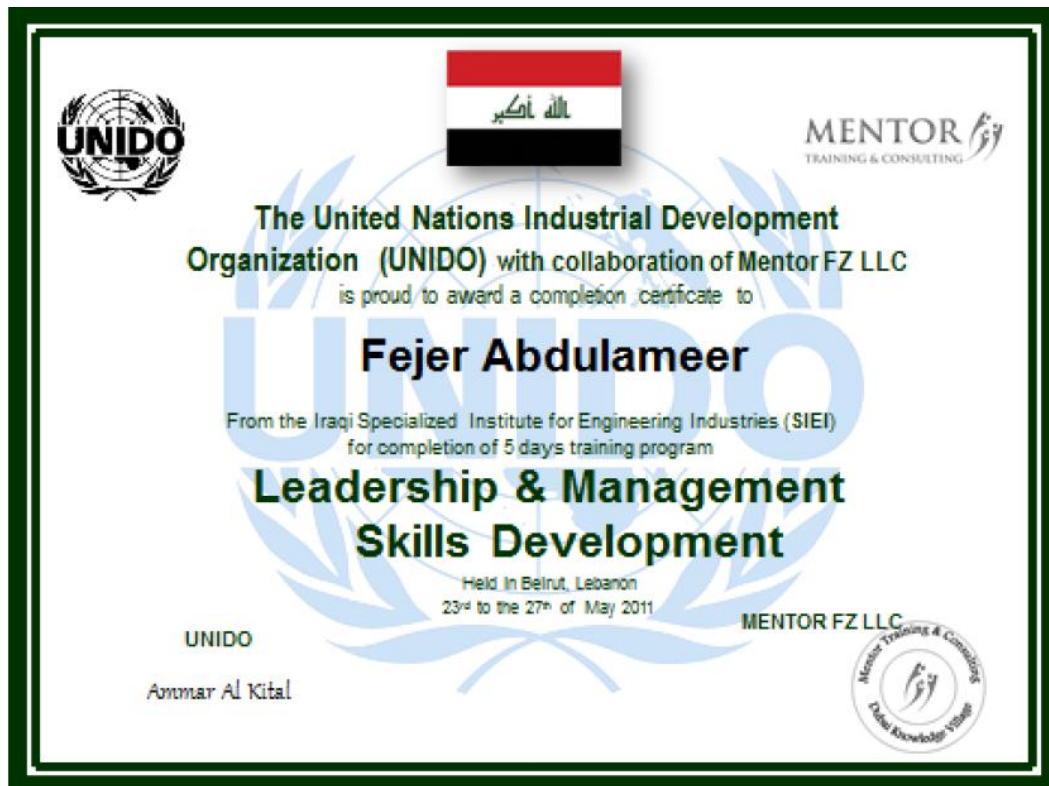 UNIDO
الله أكبر
MENTOR
TRAINING & CONSULTING
The United Nations Industrial Development
Organization (UNIDO) with collaboration of Mentor FZ LLC
is proud to award a completion certificate to
UNIDO
Fejer Abdulameer
From the Iraqi Specialized Institute for Engineering Industries (SIEI)
for completion of 5 days training program
Leadership & Management
Skills Development
Held in Beirut, Lebanon
23rd to the 27th of May 2011
UNIDO
MENTOR FZ LLC
Ammar Al Kital
Mentor Training & Consulting
Dubai Knowledge Village